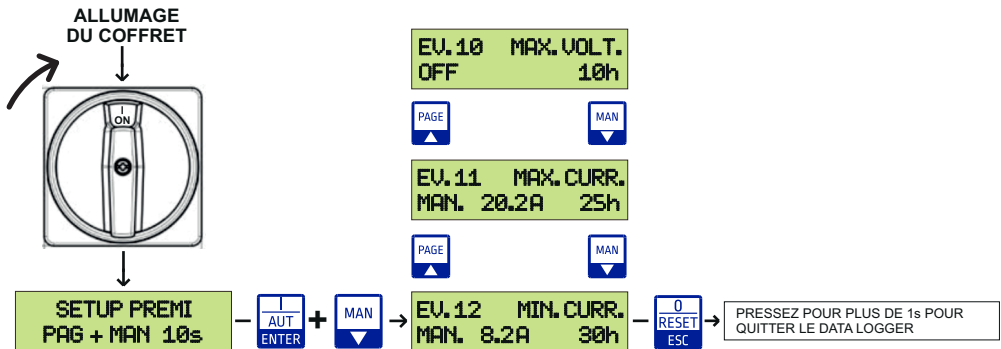 ALLUMAGE
DU COFFRET
I
ON
SETUP PREMI
PAG + MAN 10s
I
AUT
ENTER
+
MAN
EV.10 MAX.VOLT.
OFF 10h
PAGE
MAN
EV.11 MAX.CURR.
MAN. 20.2A 25h
PAGE
MAN
EV.12 MIN.CURR.
MAN. 8.2A 30h
0
RESET
ESC
PRESSEZ POUR PLUS DE 1s POUR
QUITTER LE DATA LOGGER